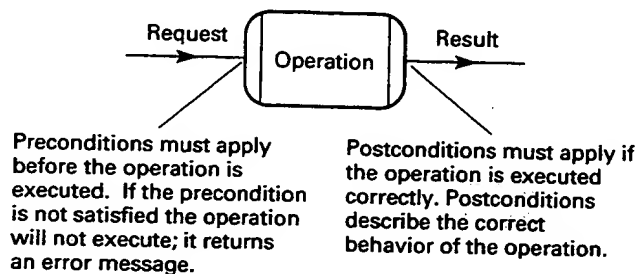 Request
Operation
Result
Preconditions must apply
before the operation is
executed. If the precondition
is not satisfied the operation
will not execute; it returns
an error message.
Postconditions must apply if
the operation is executed
correctly. Postconditions
describe the correct
behavior of the operation.